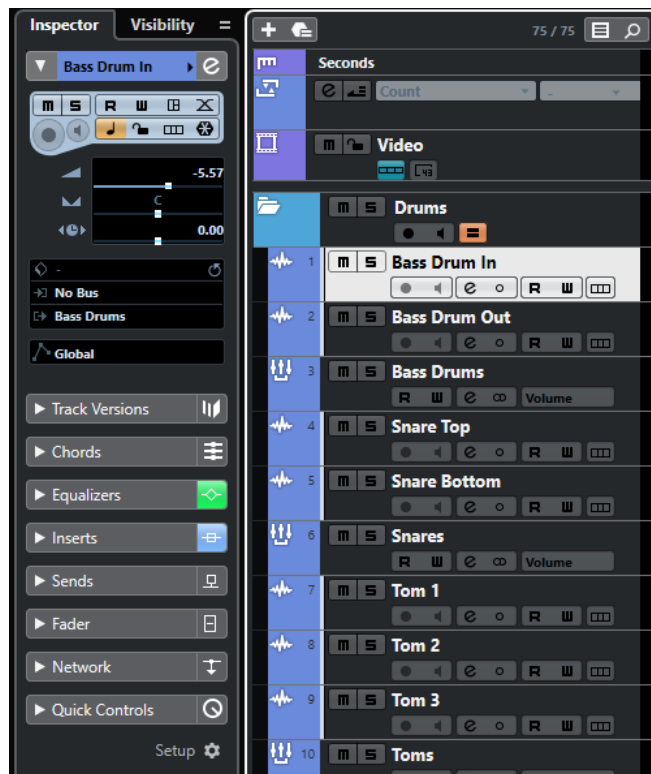 Inspector Visibility
Bass Drum In
m S R W
-5.57
C
0.00
-
No Bus
Bass Drums
Global
Track Versions
Chords
Equalizers
Inserts
Sends
Fader
Network
Quick Controls
Setup
75 / 75
Seconds
e Count -
m Video
m S Drums
1 m S Bass Drum In
e R W
2 m S Bass Drum Out
e R W
3 m S Bass Drums
R W e Volume
4 m S Snare Top
e R W
5 m S Snare Bottom
e R W
6 m S Snares
R W e Volume
7 m S Tom 1
e R W
8 m S Tom 2
e R W
9 m S Tom 3
e R W
10 m S Toms